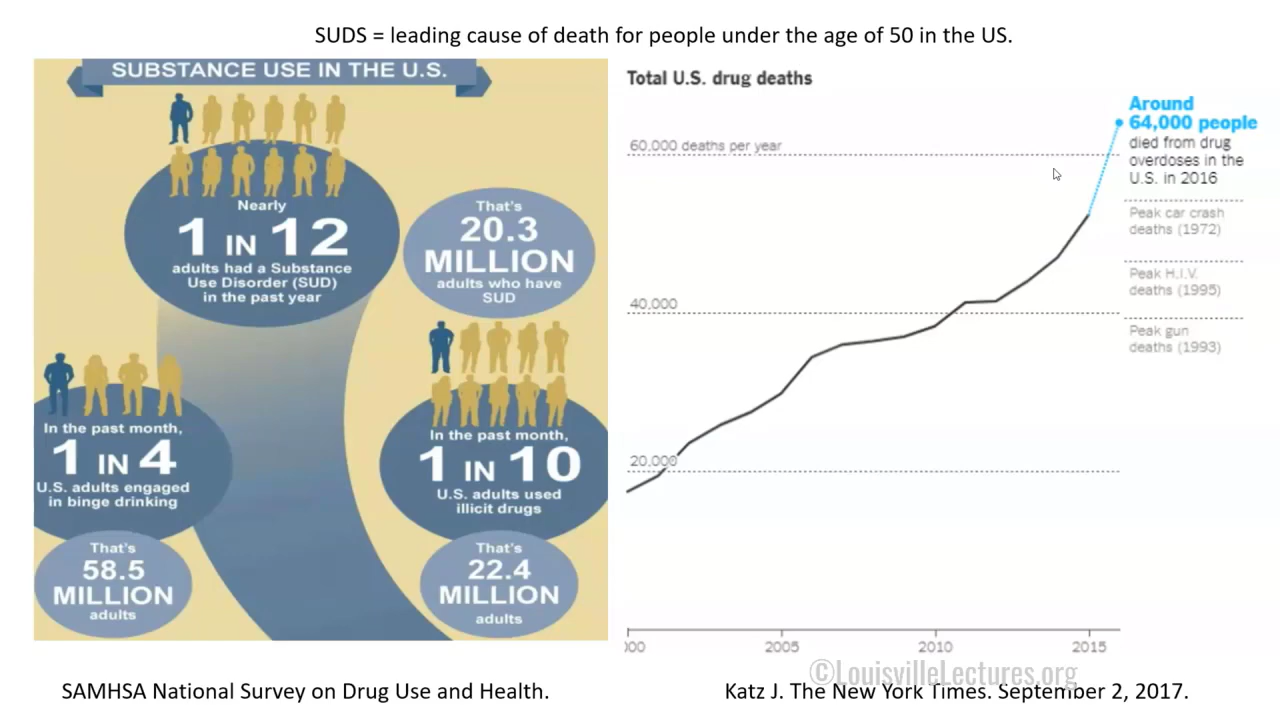 SUDS = leading cause of death for people under the age of 50 in the US.
SUBSTANCE USE IN THE U.S.
Nearly
1 IN 12
adults had a Substance
Use Disorder (SUD)
in the past year
That's
20.3
MILLION
adults who have
SUD
In the past month,
1 IN 4
U.S. adults engaged
in binge drinking
That's
58.5
MILLION
adults
In the past month,
1 IN 10
U.S. adults used
illicit drugs
That's
22.4
MILLION
adults
Total U.S. drug deaths
60,000 deaths per year
40,000
20,000
Around
64,000 people
died from drug
overdoses in the
U.S. in 2016
Peak car crash
deaths (1972)
Peak H.I.V.
deaths (1995)
Peak gun
deaths (1993)
00 2005 2010 2015
©LouisvilleLectures.org
SAMHSA National Survey on Drug Use and Health.
Katz J. The New York Times. September 2, 2017.